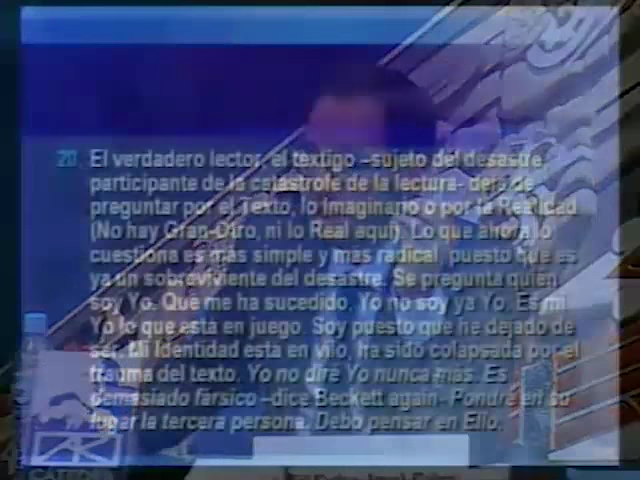 20. El verdadero lector, el textigo –sujeto del desastre,
participante de la catástrofe de la lectura- deja de
preguntar por el Texto, lo Imaginario o por la Realidad
(No hay Gran-Otro, ni lo Real aquí). Lo que ahora lo
cuestiona es más simple y más radical, puesto que es
ya un sobreviviente del desastre. Se pregunta quién
soy Yo. Qué me ha sucedido. Yo no soy ya Yo. Es mi
Yo lo que está en juego. Soy puesto que he dejado de
ser. Mi Identidad está en vilo, ha sido colapsada por el
trauma del texto. Yo no diré Yo nunca más. Es
demasiado farsico –dice Beckett again- Pondré en su
lugar la tercera persona. Debo pensar en Ello.